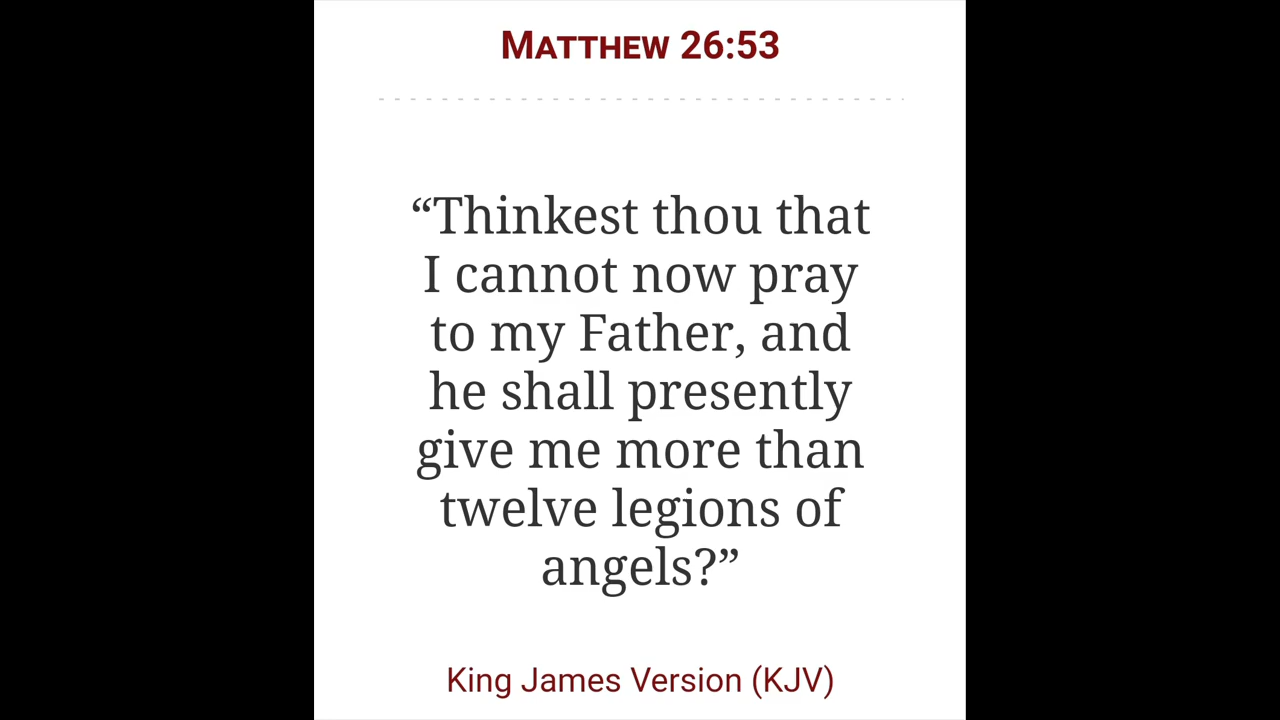 MATTHEW 26:53
“Thinkest thou that
I cannot now pray
to my Father, and
he shall presently
give me more than
twelve legions of
angels?”
King James Version (KJV)